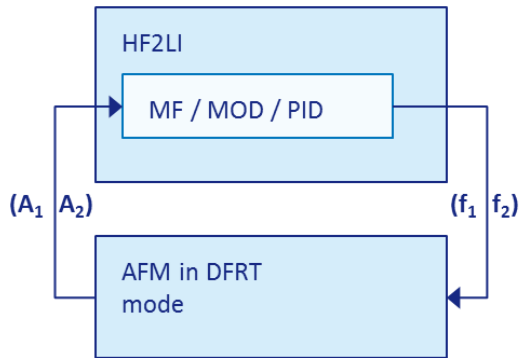 HF2LI
MF / MOD / PID
(A₁ A₂)
(f₁ f₂)
AFM in DFRT
mode